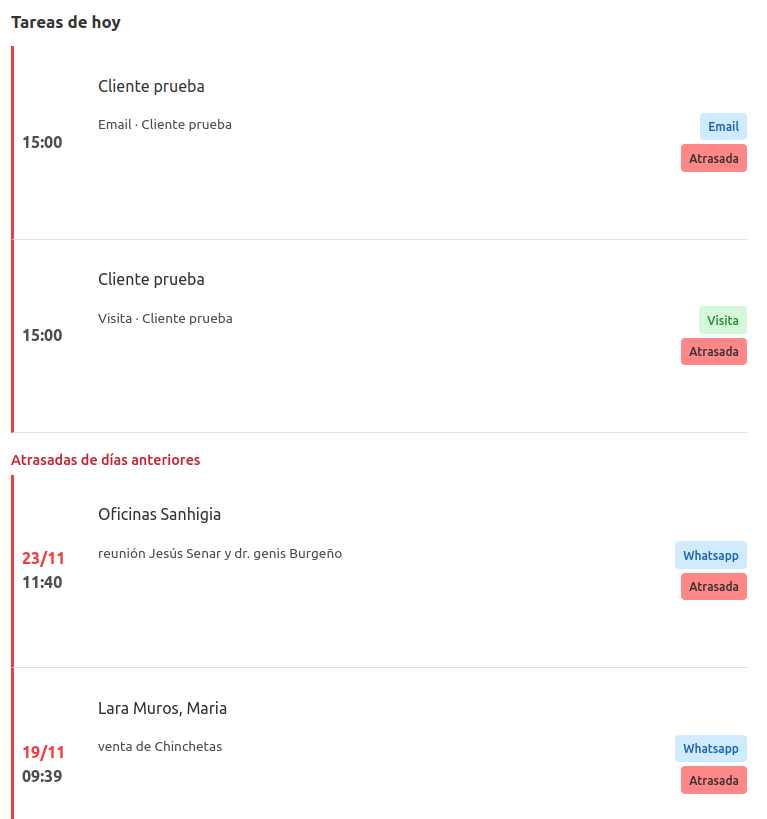 Tareas de hoy
Cliente prueba
Email · Cliente prueba
15:00
Email
Atrasada
Cliente prueba
Visita · Cliente prueba
15:00
Visita
Atrasada
Atrasadas de días anteriores
Oficinas Sanhigia
reunión Jesús Senar y dr. genis Burgeño
23/11
11:40
Whatsapp
Atrasada
Lara Muros, Maria
venta de Chinchetas
19/11
09:39
Whatsapp
Atrasada